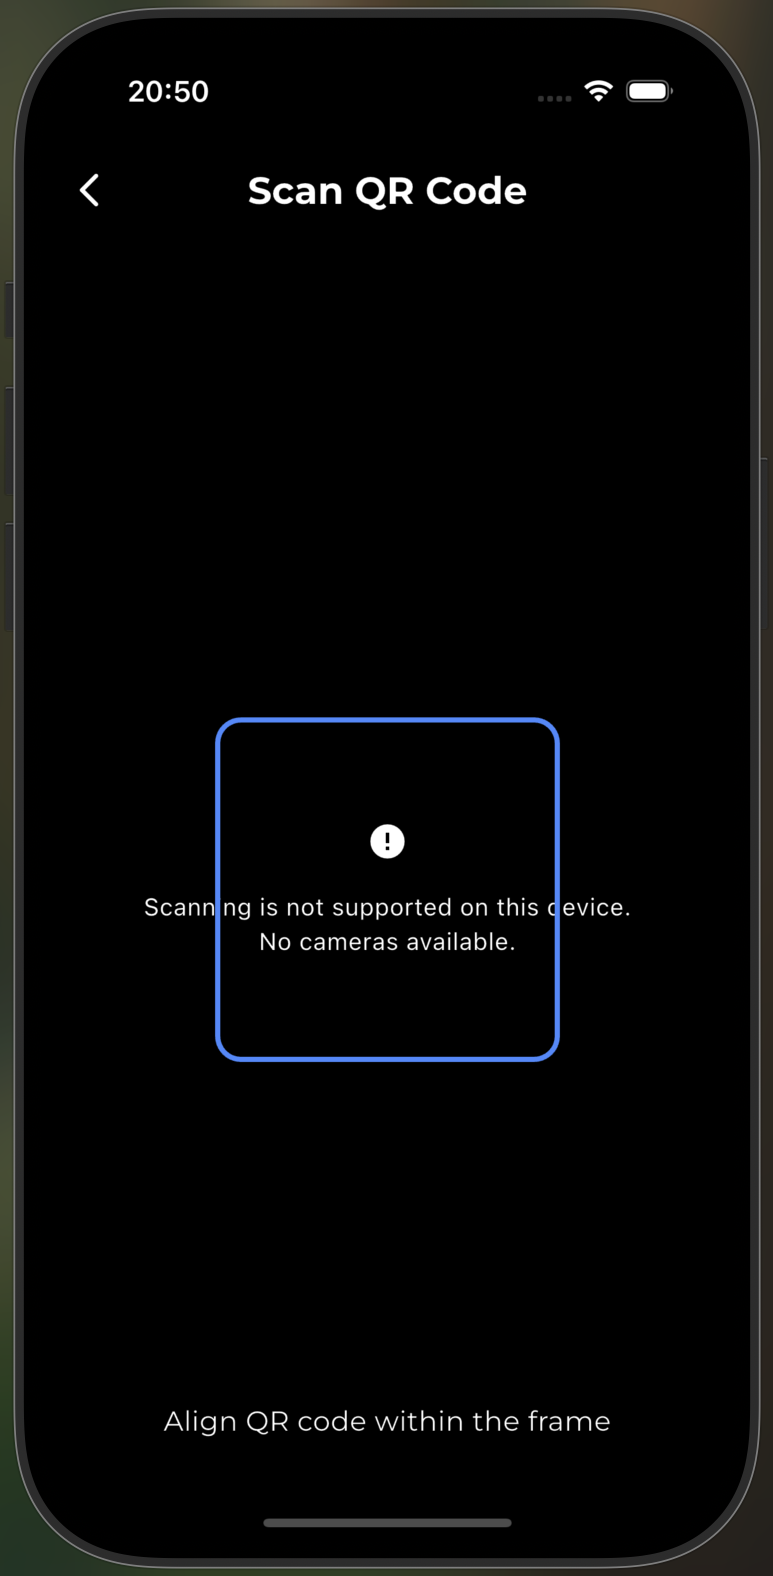 20:50
Scan QR Code
Scanning is not supported on this device.
No cameras available.
Align QR code within the frame